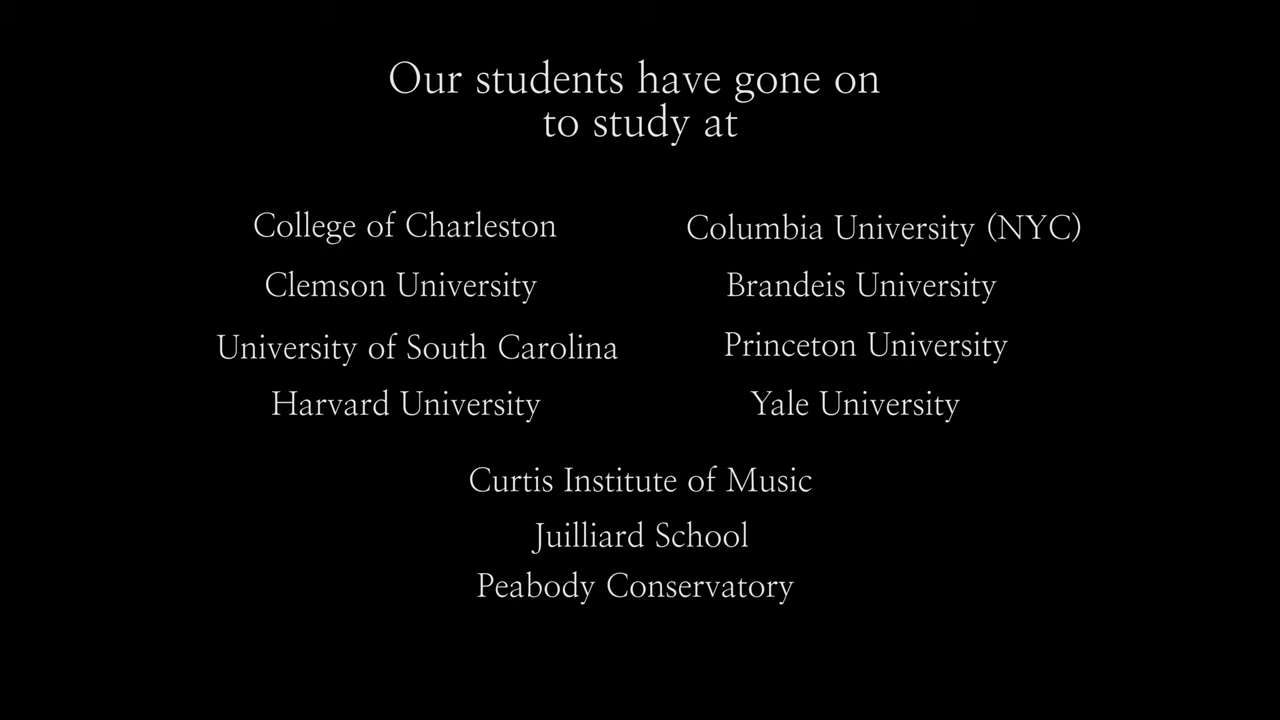 Our students have gone on
to study at
College of Charleston
Clemson University
University of South Carolina
Harvard University
Columbia University (NYC)
Brandeis University
Princeton University
Yale University
Curtis Institute of Music
Juilliard School
Peabody Conservatory